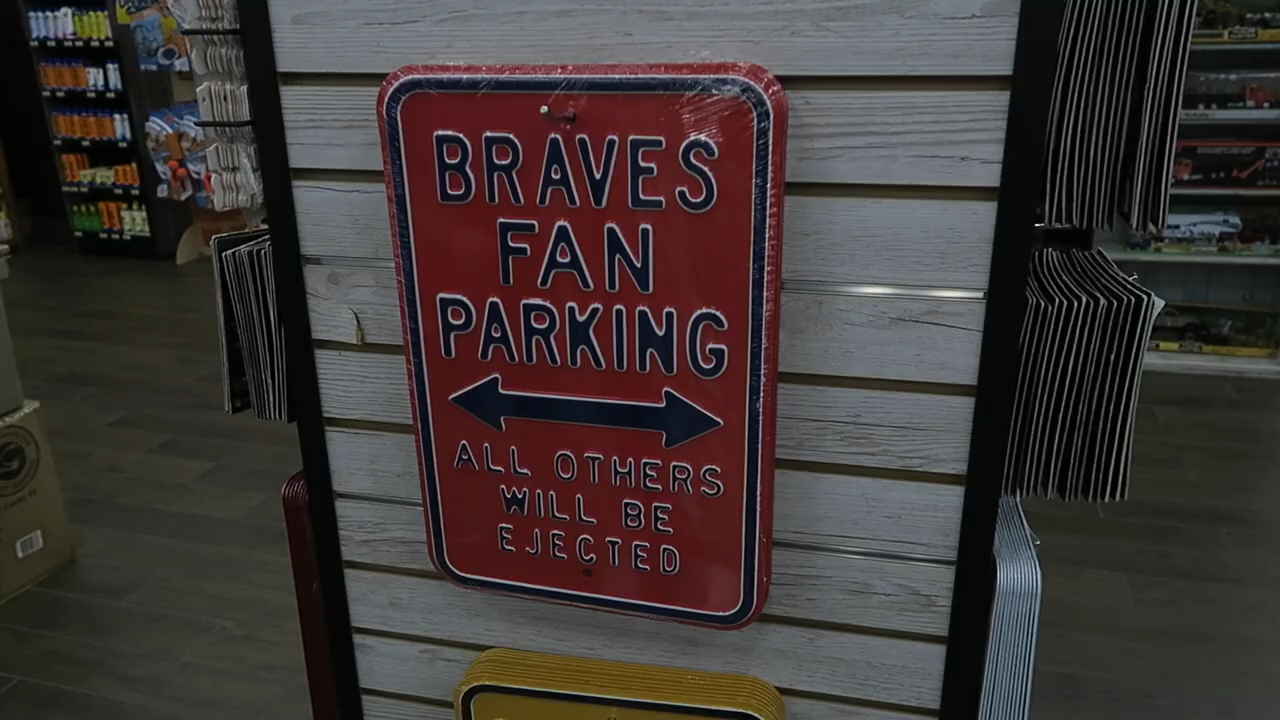 BRAVES
FAN
PARKING
ALL OTHERS
WILL BE
EJECTED